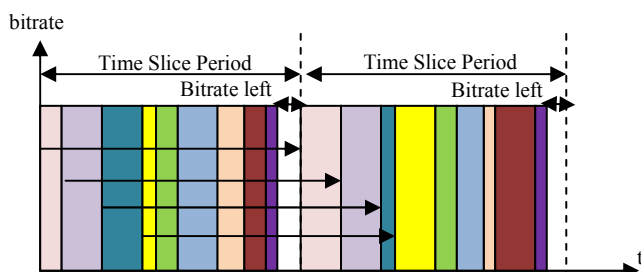 bitrate
Time Slice Period
Time Slice Period
Bitrate left
Bitrate left
t